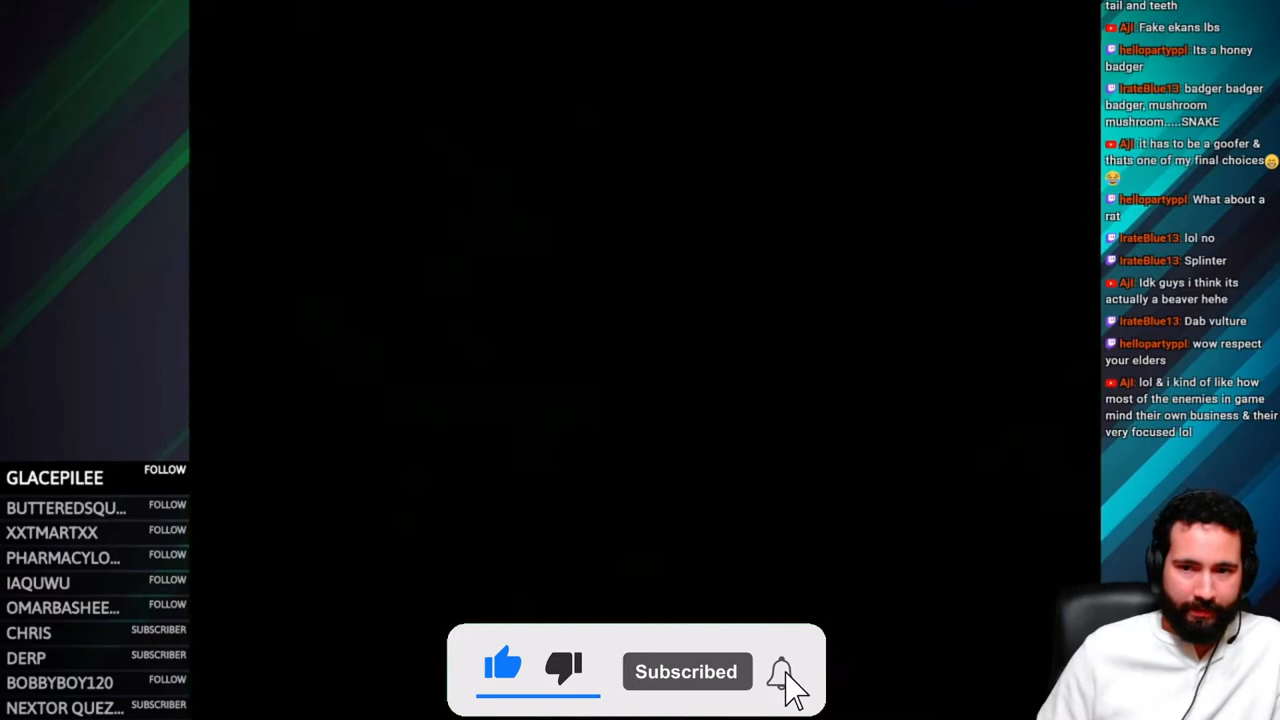 tail and teeth
AjI: Fake ekans lbs
hellopartyppl: Its a honey
badger
IrateBlue13: badger badger
badger, mushroom
mushroom.....SNAKE
AjI: it has to be a goofer &
thats one of my final choices😄
😂
hellopartyppl: What about a
rat
IrateBlue13: lol no
IrateBlue13: Splinter
AjI: Idk guys i think its
actually a beaver hehe
IrateBlue13: Dab vulture
hellopartyppl: wow respect
your elders
AjI: lol & i kind of like how
most of the enemies in game
mind their own business & their
very focused lol
GLACEPILEE FOLLOW
BUTTEREDSQU... FOLLOW
XXTMARTXX FOLLOW
PHARMACYLO... FOLLOW
IAQUWU FOLLOW
OMARBASHEE... FOLLOW
CHRIS SUBSCRIBER
DERP SUBSCRIBER
BOBBYBOY120 FOLLOW
NEXTOR QUEZ... SUBSCRIBER
Subscribed